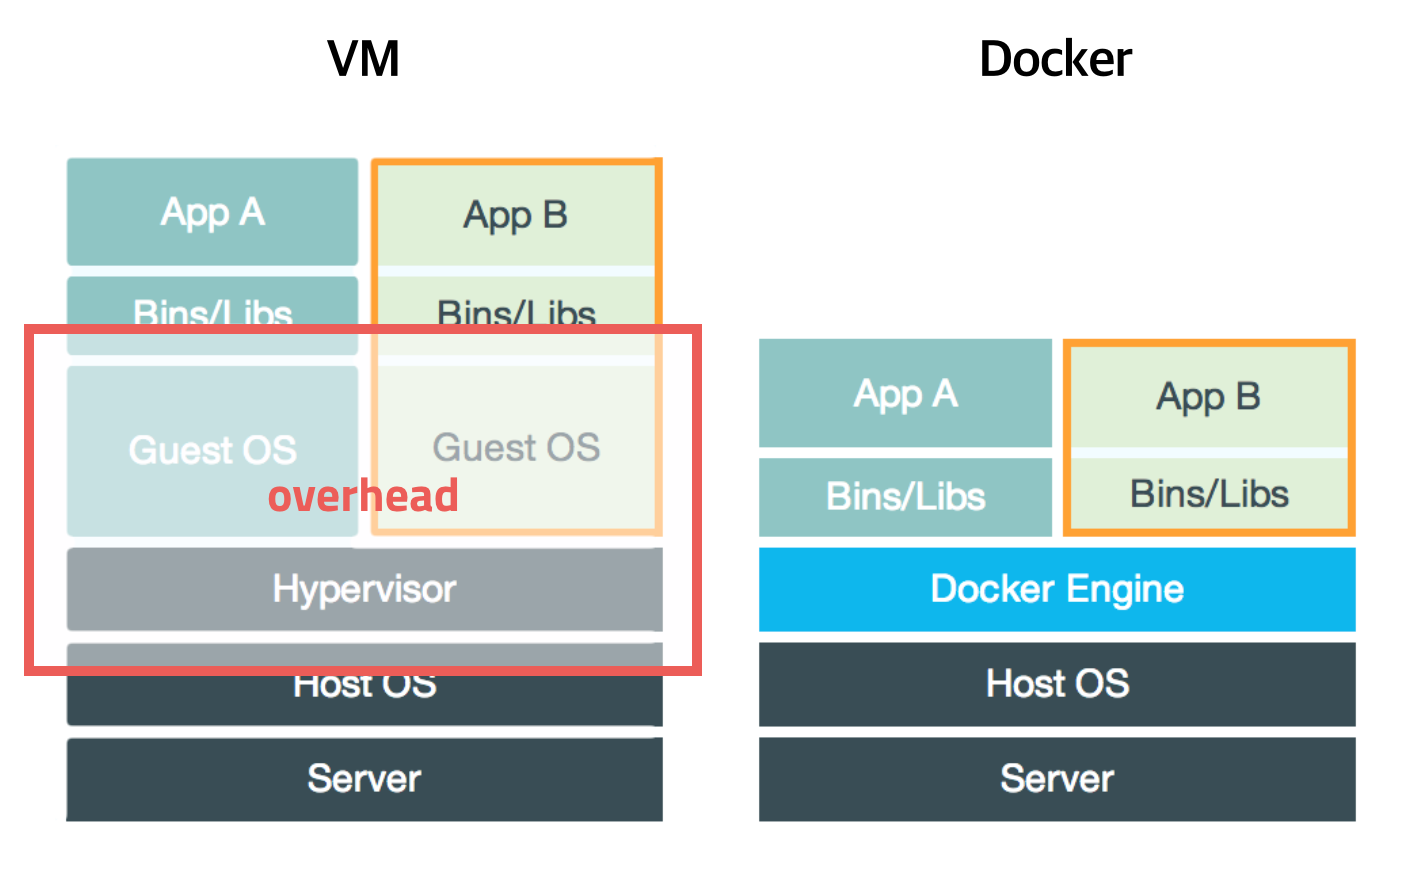 VM
App A
App B
Bins/Libs
Bins/Libs
Guest OS
Guest OS
overhead
Hypervisor
Host OS
Server
Docker
App A
App B
Bins/Libs
Bins/Libs
Docker Engine
Host OS
Server